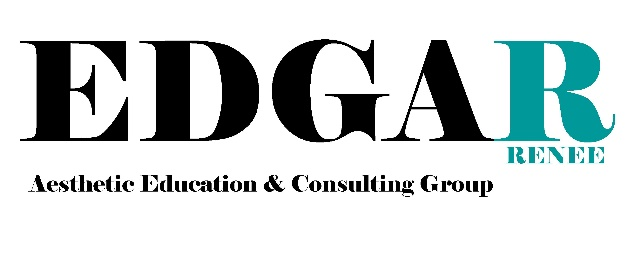 EDGAR
RENEE
Aesthetic Education & Consulting Group